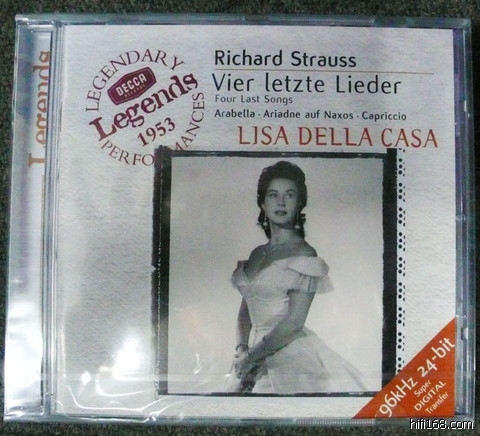 Legends
LEGENDARY
DECCA
Legends
1953
PERFORMANCES
Richard Strauss
Vier letzte Lieder
Four Last Songs
Arabella · Ariadne auf Naxos · Capriccio
LISA DELLA CASA
96kHz 24-bit
Super
DIGITAL
Transfer
hifi168.com